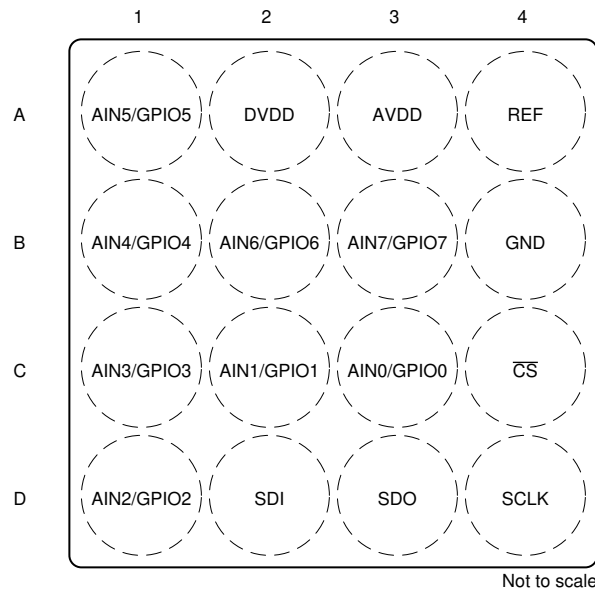 1 2 3 4
A AIN5/GPIO5 DVDD AVDD REF
B AIN4/GPIO4 AIN6/GPIO6 AIN7/GPIO7 GND
C AIN3/GPIO3 AIN1/GPIO1 AIN0/GPIO0 C̅S̅
D AIN2/GPIO2 SDI SDO SCLK
Not to scale